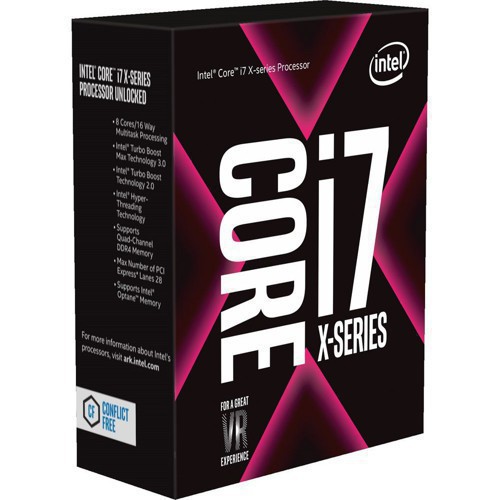 INTEL® CORE™ i7 X-SERIES
PROCESSOR UNLOCKED
• 8 Cores/16 Way
Multitask Processing
• Intel® Turbo Boost
Max Technology 3.0
• Intel® Turbo Boost
Technology 2.0
• Intel® Hyper-
Threading
Technology
• Supports
Quad-Channel
DDR4 Memory
• Max Number of PCI
Express® Lanes 28
• Supports Intel®
Optane™ Memory
For more information about Intel's
processors, visit ark.intel.com
CF
CONFLICT
FREE
Intel® Core™ i7 X-series Processor
intel®
CORE
i7
X-SERIES
FOR A GREAT
VR
EXPERIENCE